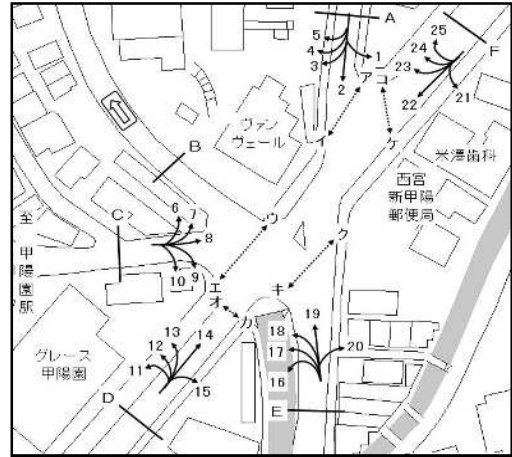 A
F
5
4
3
2
1
25
24
23
22
21
ア
コ
イ
ケ
ヴァン
ヴェール
米澤歯科
B
西宮
新甲陽
郵便局
C
6
7
8
9
10
ウ
ク
至
甲陽園駅
エ
オ
キ
カ
グレース
甲陽園
11
12
13
14
15
16
17
18
19
20
D
E